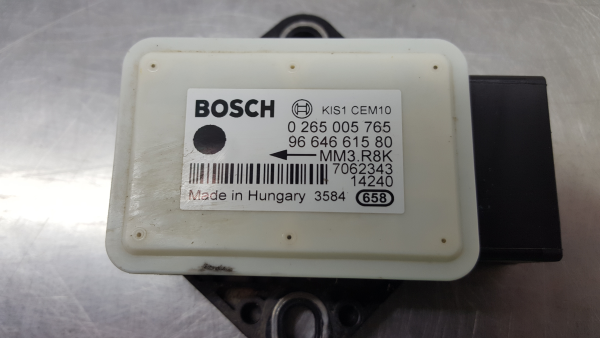 BOSCH KIS1 CEM10
0 265 005 765
96 646 615 80
MM3.R8K
7062343
14240
Made in Hungary 3584 658